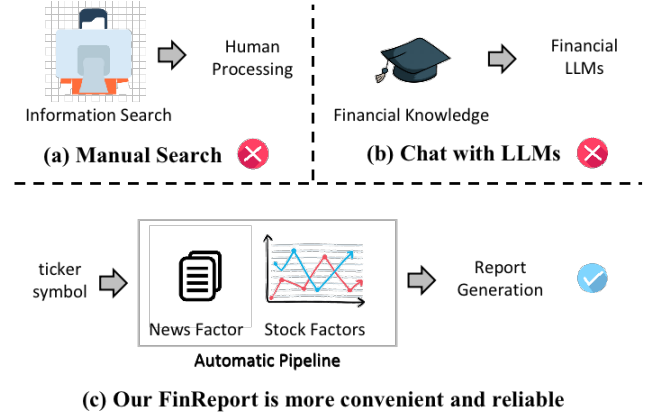 Human
Processing
Information Search
(a) Manual Search
Financial
LLMs
Financial Knowledge
(b) Chat with LLMs
ticker
symbol
News Factor
Stock Factors
Report
Generation
Automatic Pipeline
(c) Our FinReport is more convenient and reliable